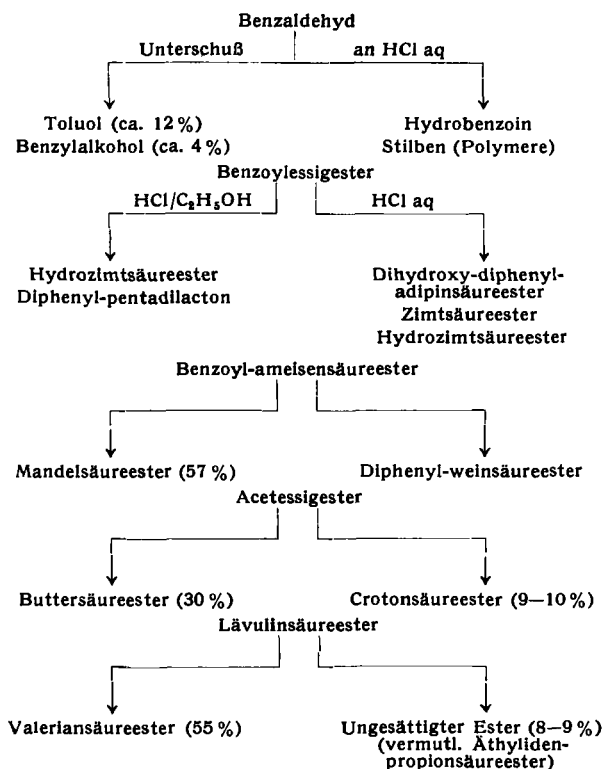 Benzaldehyd
Unterschuß an HCl aq
Toluol (ca. 12%) Hydrobenzoin
Benzylalkohol (ca. 4%) Stilben (Polymere)
Benzoylessigester
HCl/C₂H₅OH HCl aq
Hydrozimtsäureester Dihydroxy-diphenyl-
Diphenyl-pentadilacton adipinsäureester
Zimtsäureester
Hydrozimtsäureester
Benzoyl-ameisensäureester
Mandelsäureester (57%) Diphenyl-weinsäureester
Acetessigester
Buttersäureester (30%) Crotonsäureester (9—10%)
Lävulinsäureester
Valeriansäureester (55%) Ungesättigter Ester (8—9%)
(vermutl. Äthyliden-
propionsäureester)